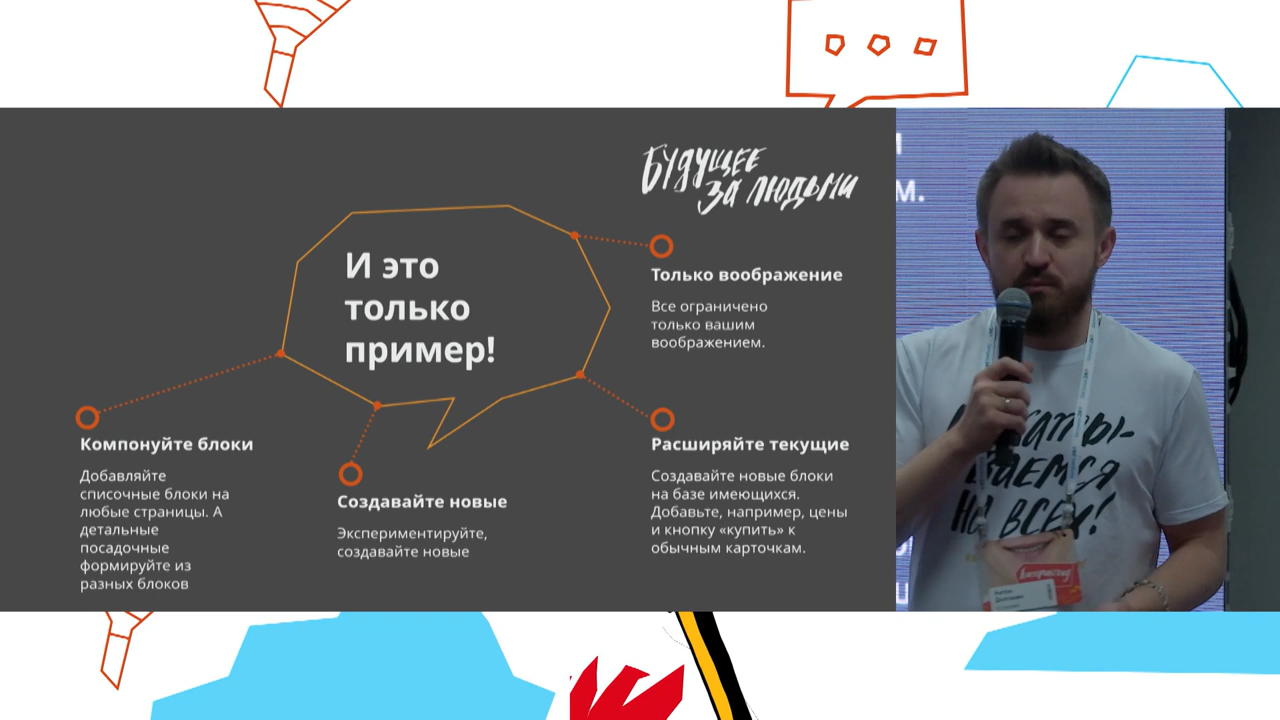 Будущее
за людьми
И это
только
пример!
Только воображение
Все ограничено
только вашим
воображением.
Компонуйте блоки
Добавляйте
списочные блоки на
любые страницы. А
детальные
посадочные
формируйте из
разных блоков
Создавайте новые
Экспериментируйте,
создавайте новые
Расширяйте текущие
Создавайте новые блоки
на базе имеющихся.
Добавьте, например, цены
и кнопку «купить» к
обычным карточкам.
м.
на всех!